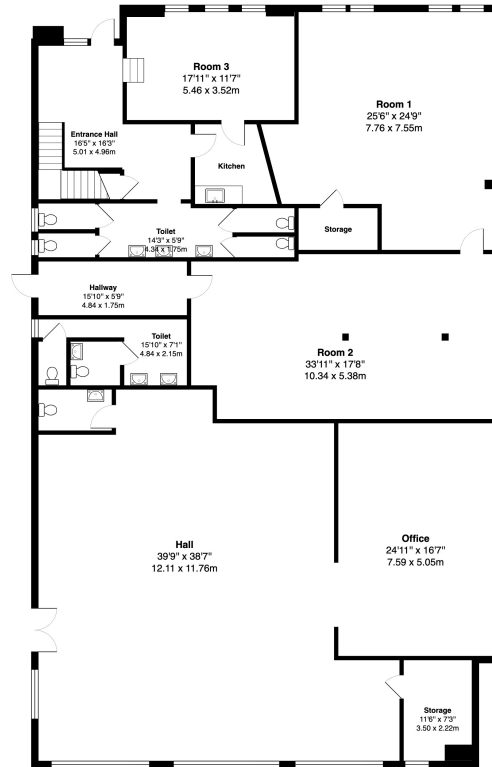 Room 3
17'11" x 11'7"
5.46 x 3.52m
Room 1
25'6" x 24'9"
7.76 x 7.55m
Entrance Hall
16'5" x 16'3"
5.01 x 4.96m
Kitchen
Toilet
14'3" x 5'9"
4.34 x 1.75m
Storage
Hallway
15'10" x 5'9"
4.84 x 1.75m
Toilet
15'10" x 7'1"
4.84 x 2.15m
Room 2
33'11" x 17'8"
10.34 x 5.38m
Hall
39'9" x 38'7"
12.11 x 11.76m
Office
24'11" x 16'7"
7.59 x 5.05m
Storage
11'6" x 7'3"
3.50 x 2.22m